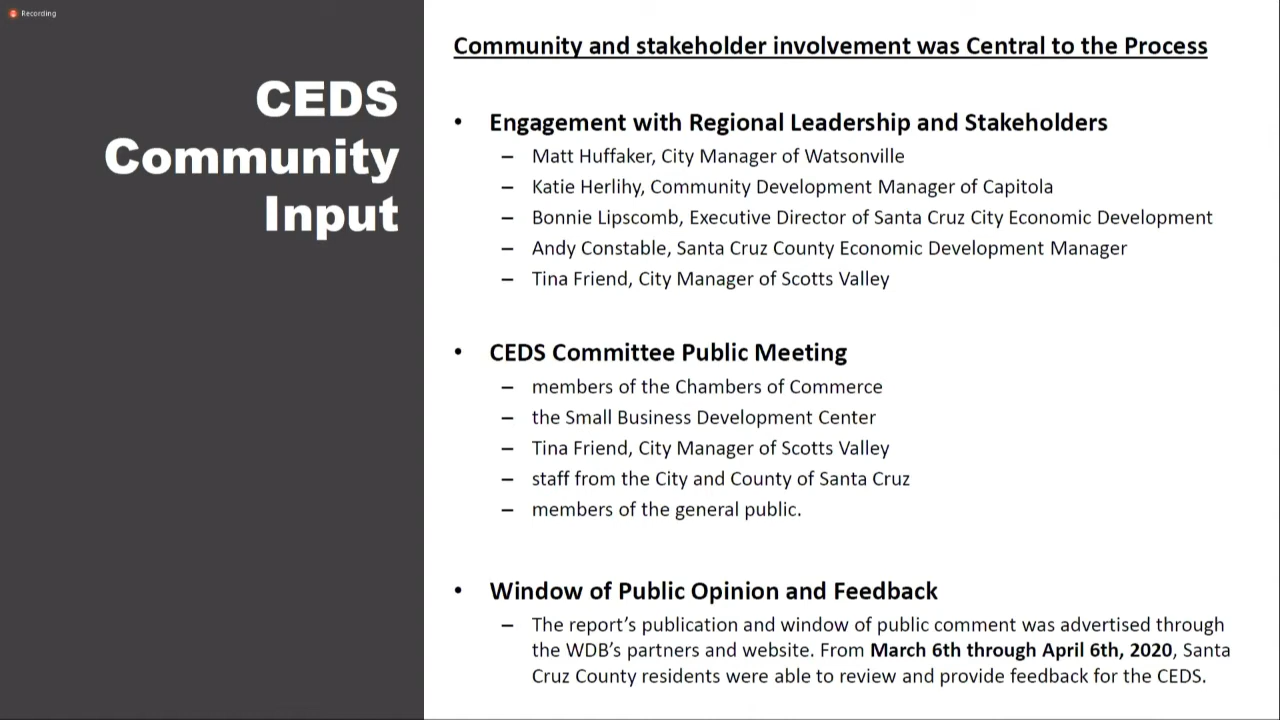 Recording
CEDS
Community
Input
Community and stakeholder involvement was Central to the Process
• Engagement with Regional Leadership and Stakeholders
– Matt Huffaker, City Manager of Watsonville
– Katie Herlihy, Community Development Manager of Capitola
– Bonnie Lipscomb, Executive Director of Santa Cruz City Economic Development
– Andy Constable, Santa Cruz County Economic Development Manager
– Tina Friend, City Manager of Scotts Valley
• CEDS Committee Public Meeting
– members of the Chambers of Commerce
– the Small Business Development Center
– Tina Friend, City Manager of Scotts Valley
– staff from the City and County of Santa Cruz
– members of the general public.
• Window of Public Opinion and Feedback
– The report’s publication and window of public comment was advertised through
the WDB’s partners and website. From March 6th through April 6th, 2020, Santa
Cruz County residents were able to review and provide feedback for the CEDS.